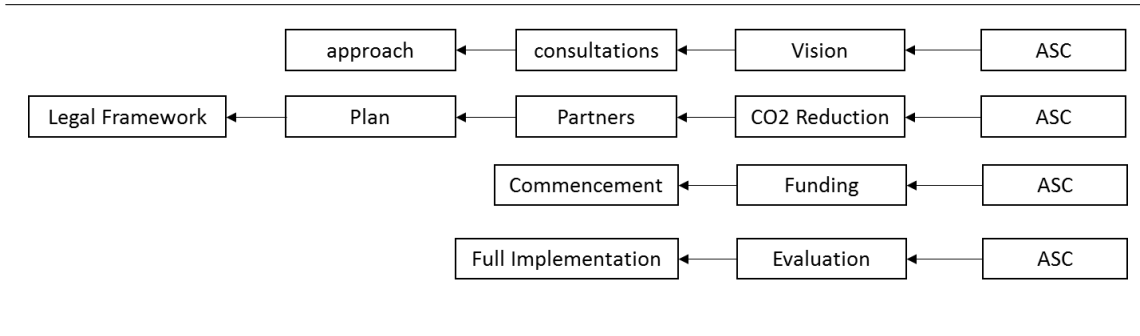 approach consultations Vision ASC
Legal Framework Plan Partners CO2 Reduction ASC
Commencement Funding ASC
Full Implementation Evaluation ASC